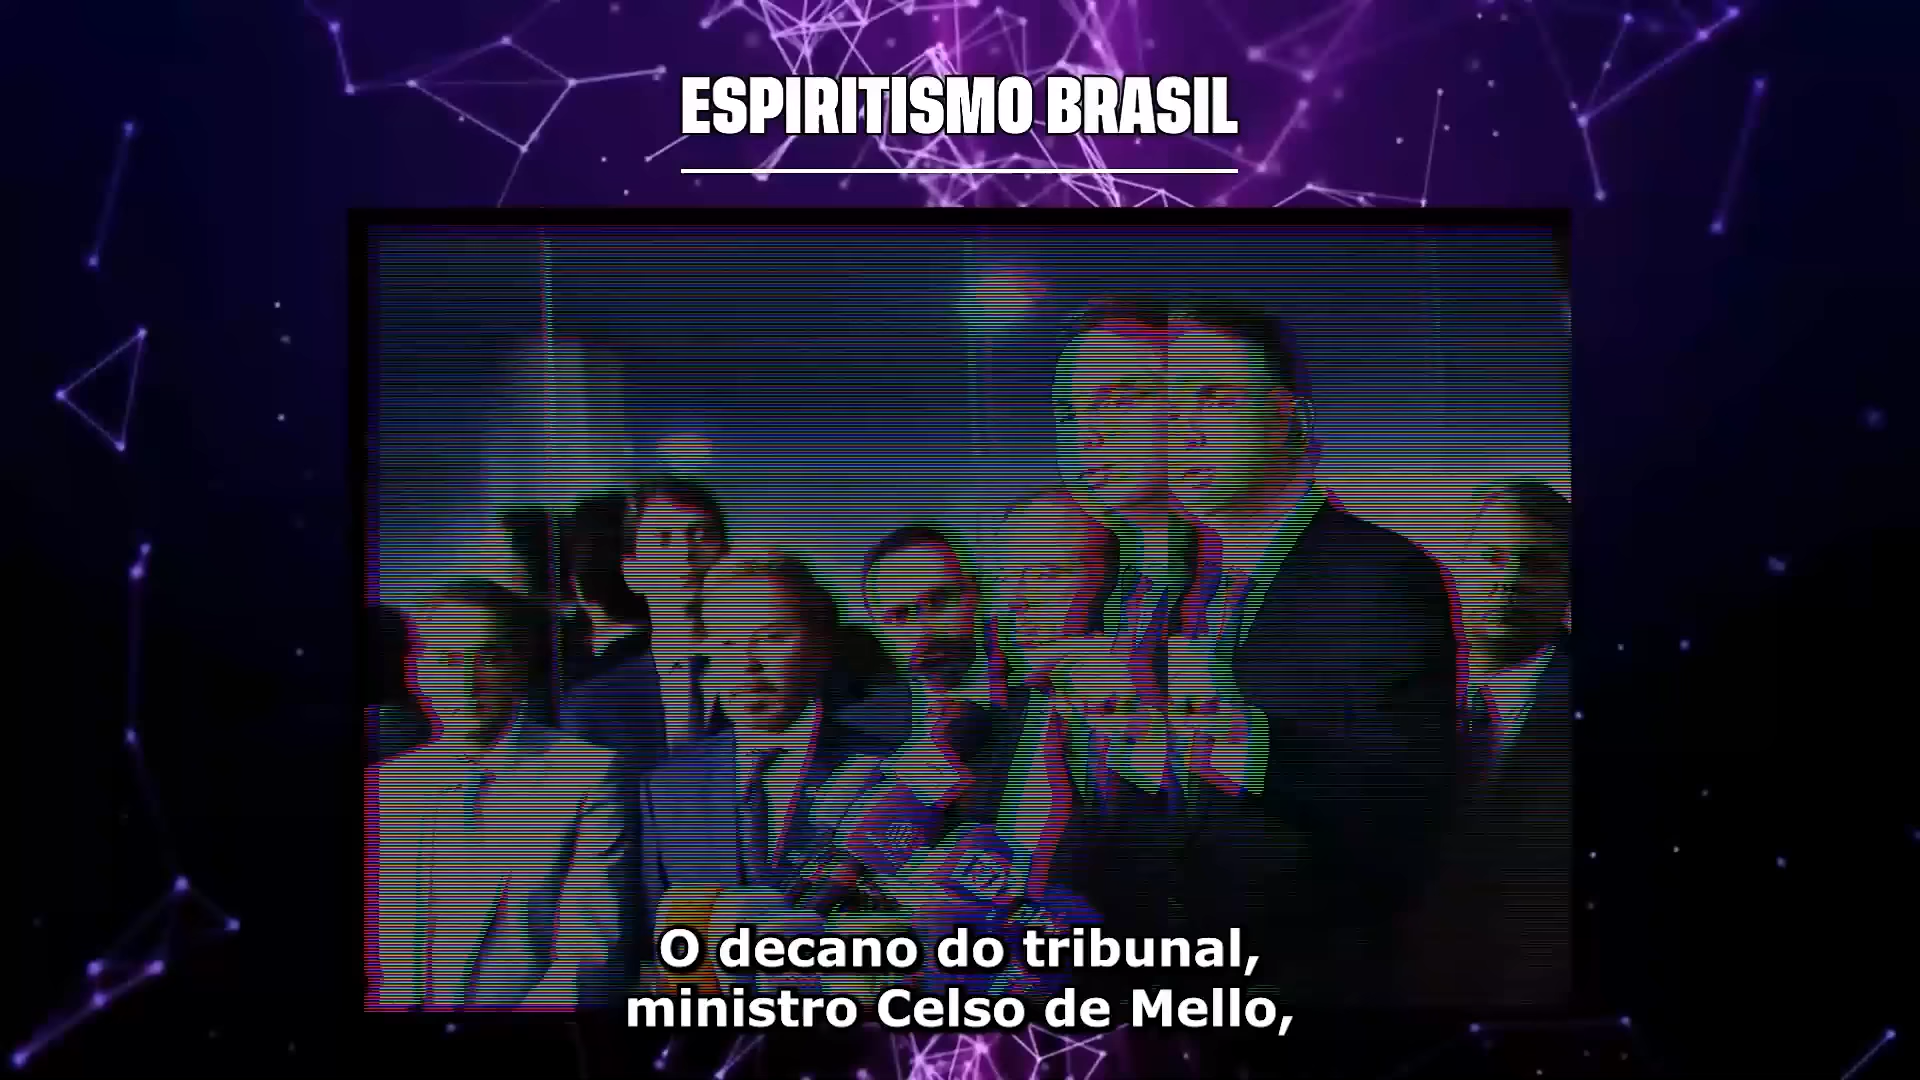 ESPIRITISMO BRASIL
O decano do tribunal,
ministro Celso de Mello,